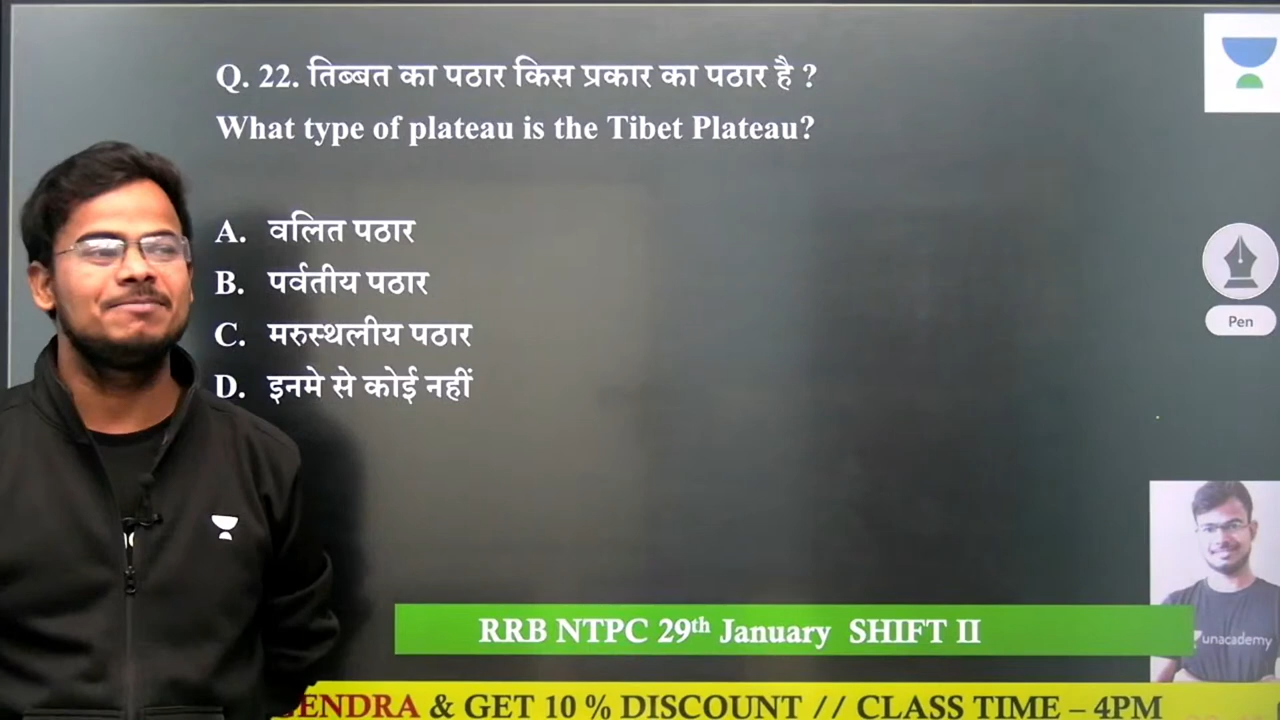 Q. 22. तिब्बत का पठार किस प्रकार का पठार है ?
What type of plateau is the Tibet Plateau?
A. वलित पठार
B. पर्वतीय पठार
C. मरुस्थलीय पठार
D. इनमे से कोई नहीं
Pen
unacademy
RRB NTPC 29th January SHIFT II
ENDRA & GET 10 % DISCOUNT // CLASS TIME – 4PM